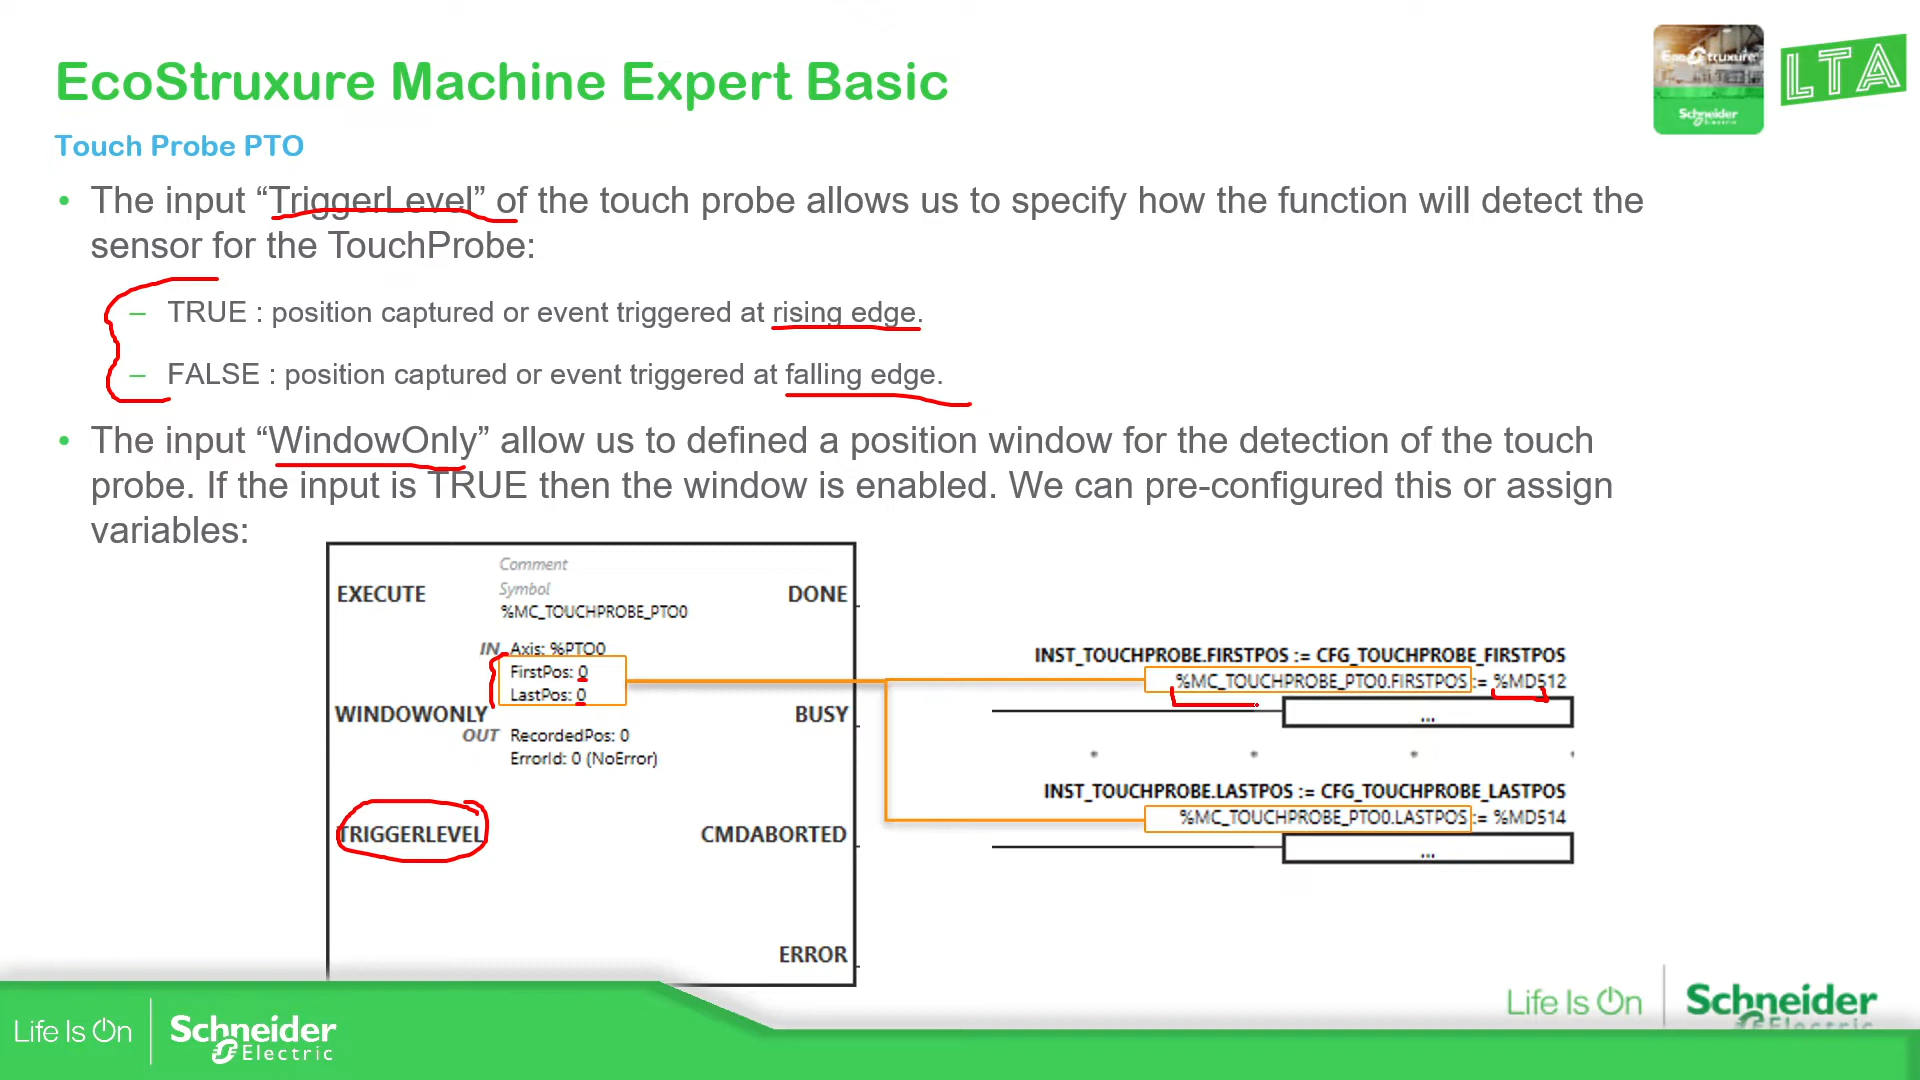 EcoStruxure Machine Expert Basic
EcoStruxure
Schneider
LTA
Touch Probe PTO
• The input “TriggerLevel” of the touch probe allows us to specify how the function will detect the
sensor for the TouchProbe:
– TRUE : position captured or event triggered at rising edge.
– FALSE : position captured or event triggered at falling edge.
• The input “WindowOnly” allow us to defined a position window for the detection of the touch
probe. If the input is TRUE then the window is enabled. We can pre-configured this or assign
variables:
Comment
EXECUTE
Symbol
DONE
%MC_TOUCHPROBE_PTO0
IN Axis: %PTO0
FirstPos: 0
LastPos: 0
WINDOWONLY
BUSY
OUT RecordedPos: 0
ErrorId: 0 (NoError)
TRIGGERLEVEL
CMDABORTED
ERROR
INST_TOUCHPROBE.FIRSTPOS := CFG_TOUCHPROBE_FIRSTPOS
%MC_TOUCHPROBE_PTO0.FIRSTPOS := %MD512
...
INST_TOUCHPROBE.LASTPOS := CFG_TOUCHPROBE_LASTPOS
%MC_TOUCHPROBE_PTO0.LASTPOS := %MD514
...
Life Is On
Schneider
Electric
Life Is On
Schneider
Electric